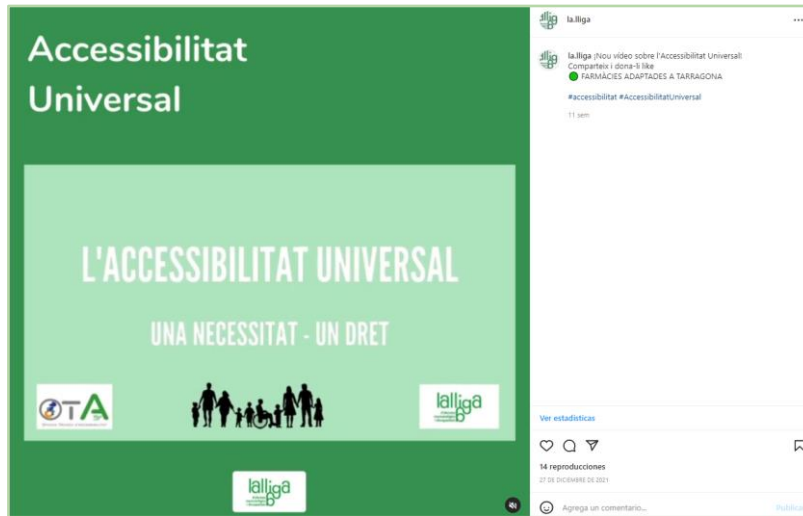 Accessibilitat
Universal
L'ACCESSIBILITAT UNIVERSAL
UNA NECESSITAT - UN DRET
OTA
lalliga
lalliga
la.lliga
la.lliga ¡Nou vídeo sobre l'Accessibilitat Universal!
Comparteix i dona-li like
FARMÀCIES ADAPTADES A TARRAGONA
#accessibilitat #AccessibilitatUniversal
11 sem
Ver estadísticas
14 reproducciones
27 DE DICIEMBRE DE 2021
Agrega un comentario...
Publicar